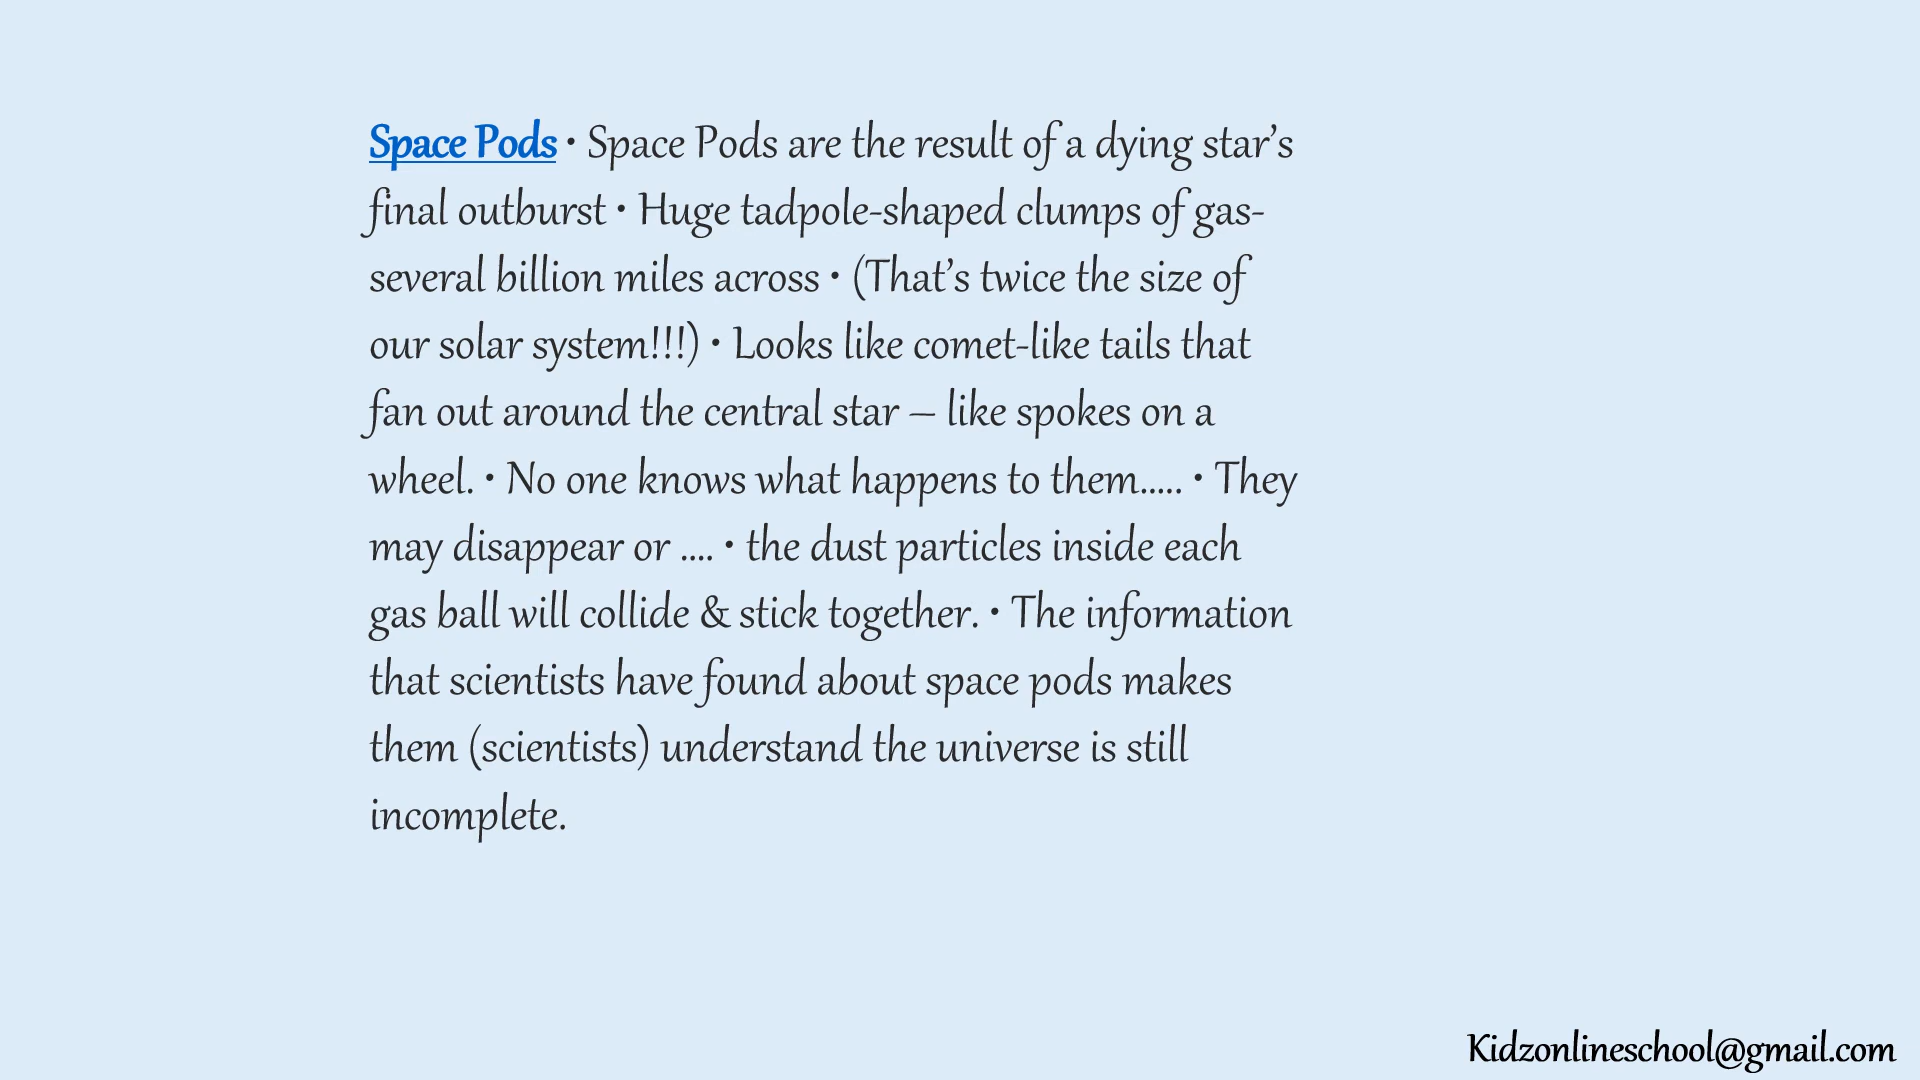 Space Pods • Space Pods are the result of a dying star’s
final outburst • Huge tadpole-shaped clumps of gas-
several billion miles across • (That’s twice the size of
our solar system!!!) • Looks like comet-like tails that
fan out around the central star – like spokes on a
wheel. • No one knows what happens to them..... • They
may disappear or .... • the dust particles inside each
gas ball will collide & stick together. • The information
that scientists have found about space pods makes
them (scientists) understand the universe is still
incomplete.
Kidzonlineschool@gmail.com